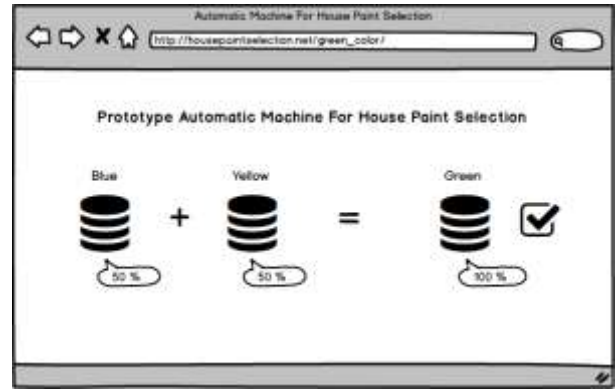 Automatic Machine For House Paint Selection
http://housepaintselection.net/green_color/
Prototype Automatic Machine For House Paint Selection
Blue Yellow Green
+ =
50 % 50 % 100 %